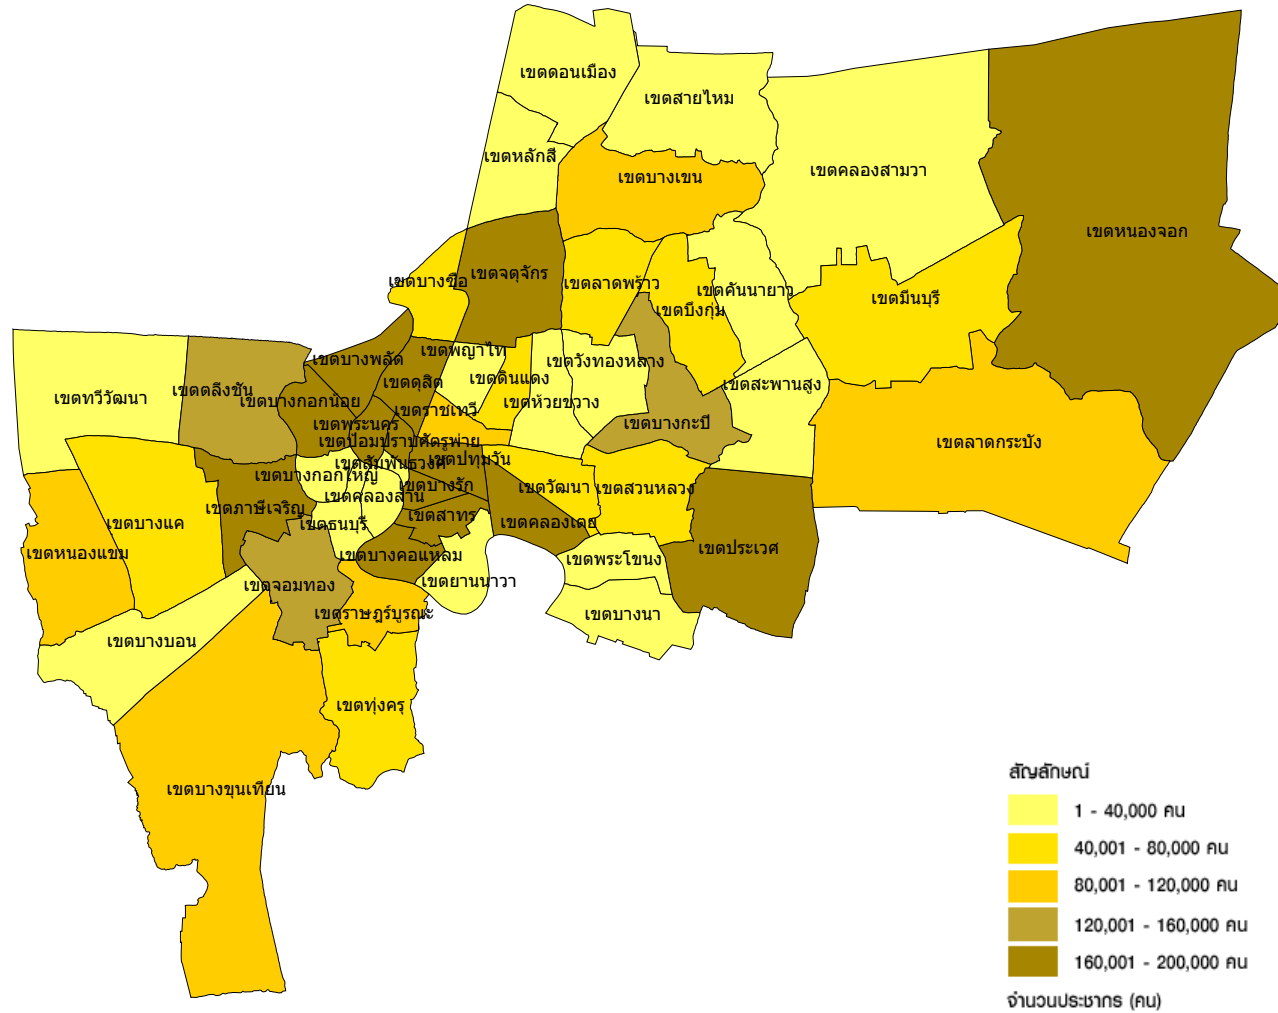 เขตดอนเมือง
เขตสายไหม
เขตหลักสี่
เขตบางเขน
เขตคลองสามวา
เขตหนองจอก
เขตบางซื่อ
เขตจตุจักร
เขตลาดพร้าว
เขตคันนายาว
เขตบึงกุ่ม
เขตมีนบุรี
เขตบางพลัด
เขตพญาไท
เขตวังทองหลาง
เขตดินแดง
เขตดุสิต
เขตสะพานสูง
เขตทวีวัฒนา
เขตตลิ่งชัน
เขตบางกอกน้อย
เขตห้วยขวาง
เขตราชเทวี
เขตพระนคร
เขตบางกะปิ
เขตป้อมปราบศัตรูพ่าย
เขตลาดกระบัง
เขตปทุมวัน
เขตสัมพันธวงศ์
เขตบางกอกใหญ่
เขตบางรัก
เขตวัฒนา
เขตสวนหลวง
เขตคลองสาน
เขตภาษีเจริญ
เขตสาทร
เขตบางแค
เขตธนบุรี
เขตคลองเตย
เขตประเวศ
เขตหนองแขม
เขตบางคอแหลม
เขตพระโขนง
เขตจอมทอง
เขตยานนาวา
เขตราษฎร์บูรณะ
เขตบางนา
เขตบางบอน
เขตทุ่งครุ
เขตบางขุนเทียน
สัญลักษณ์
1 - 40,000 คน
40,001 - 80,000 คน
80,001 - 120,000 คน
120,001 - 160,000 คน
160,001 - 200,000 คน
จำนวนประชากร (คน)